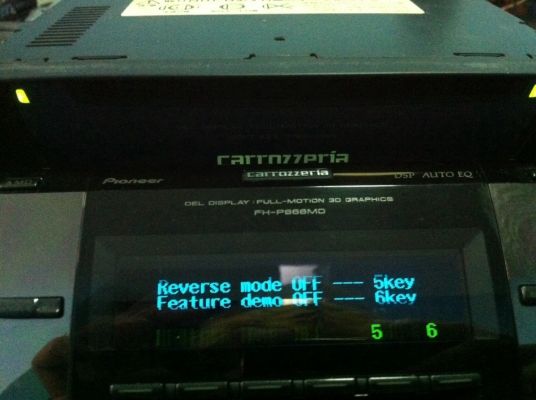 carrozzeria
carrozzeria
Pioneer
DSP AUTO EQ
OEL DISPLAY : FULL-MOTION 3D GRAPHICS
FH-P888MD
Reverse mode OFF --- 5key
Feature demo OFF --- 6key
5 6